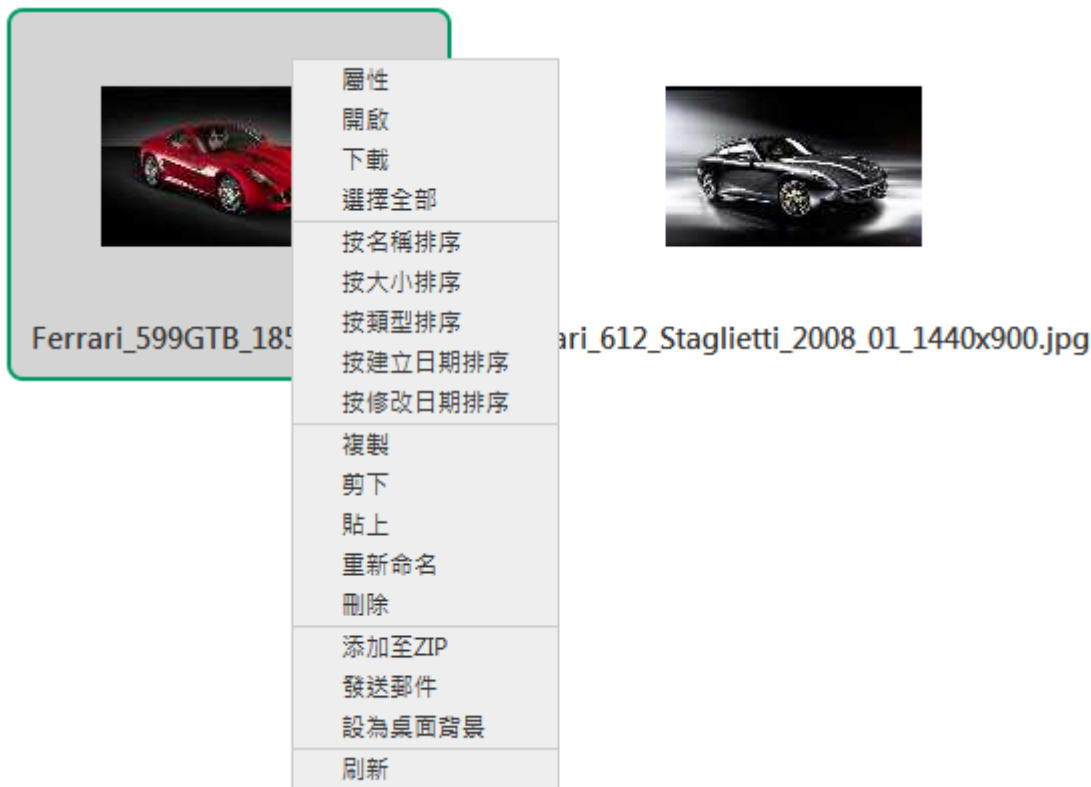 屬性
開啟
下載
選擇全部
按名稱排序
按大小排序
按類型排序
按建立日期排序
按修改日期排序
複製
剪下
貼上
重新命名
刪除
添加至ZIP
發送郵件
設為桌面背景
刷新
Ferrari_599GTB_185
ari_612_Staglietti_2008_01_1440x900.jpg